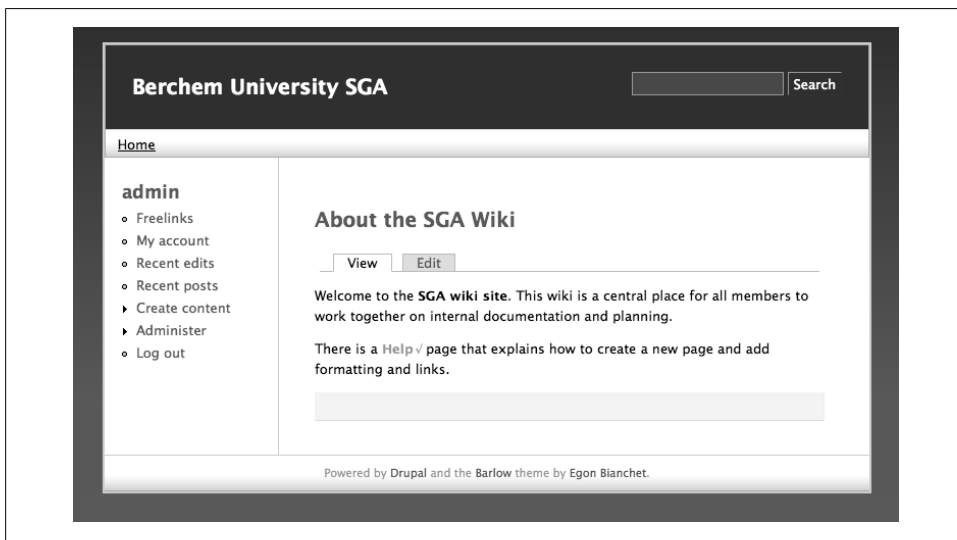 Berchem University SGA
Search
Home
admin
Freelinks
My account
Recent edits
Recent posts
Create content
Administer
Log out
About the SGA Wiki
View Edit
Welcome to the SGA wiki site. This wiki is a central place for all members to
work together on internal documentation and planning.
There is a Help√ page that explains how to create a new page and add
formatting and links.
Powered by Drupal and the Barlow theme by Egon Bianchet.